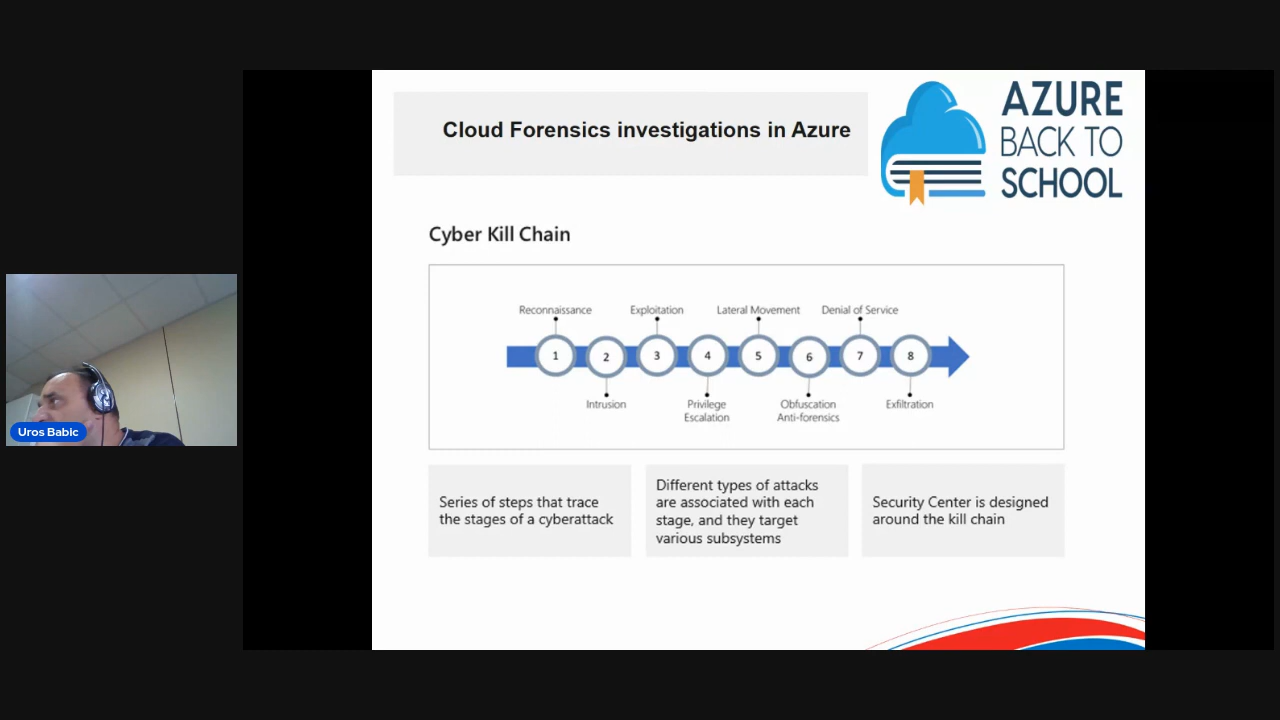 Cloud Forensics investigations in Azure
AZURE
BACK TO
SCHOOL
Cyber Kill Chain
Reconnaissance
Exploitation
Lateral Movement
Denial of Service
1
2
3
4
5
6
7
8
Intrusion
Privilege
Escalation
Obfuscation
Anti-forensics
Exfiltration
Series of steps that trace
the stages of a cyberattack
Different types of attacks
are associated with each
stage, and they target
various subsystems
Security Center is designed
around the kill chain
Uros Babic